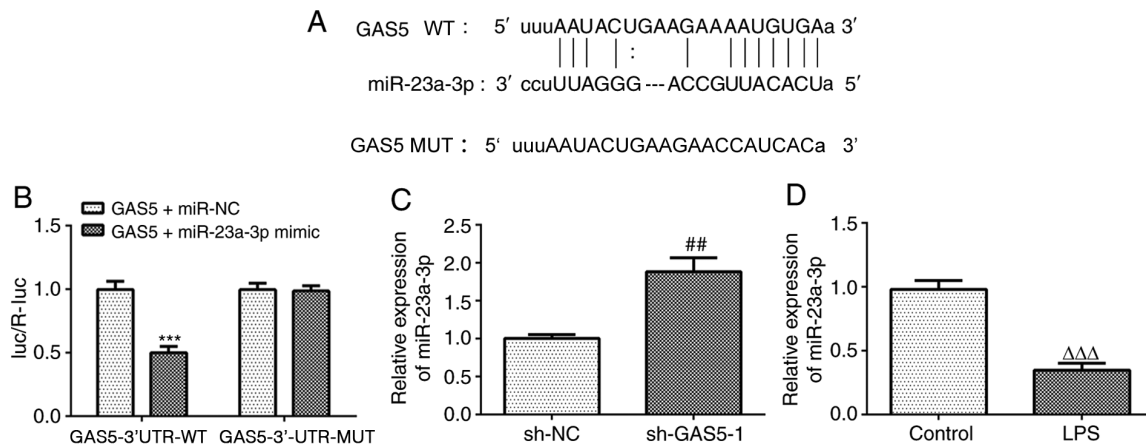 A
GAS5 WT : 5' uuuAAUACUGAAGAAAAUGUGAa 3'
miR-23a-3p : 3' ccuUUAGGG ---ACCGUUACACUa 5'
GAS5 MUT : 5' uuuAAUACUGAAGAACCAUCACa 3'
B
GAS5 + miR-NC
GAS5 + miR-23a-3p mimic
luc/R- luc
1.5
1.0
0.5
0.0
***
GAS5-3'UTR-WT GAS5-3'-UTR-MUT
C
Relative expression
of miR-23a-3p
2.5
2.0
1.5
1.0
0.5
0.0
##
sh-NC sh-GAS5-1
D
Relative expression
of miR-23a-3p
1.5
1.0
0.5
0.0
ΔΔΔ
Control LPS